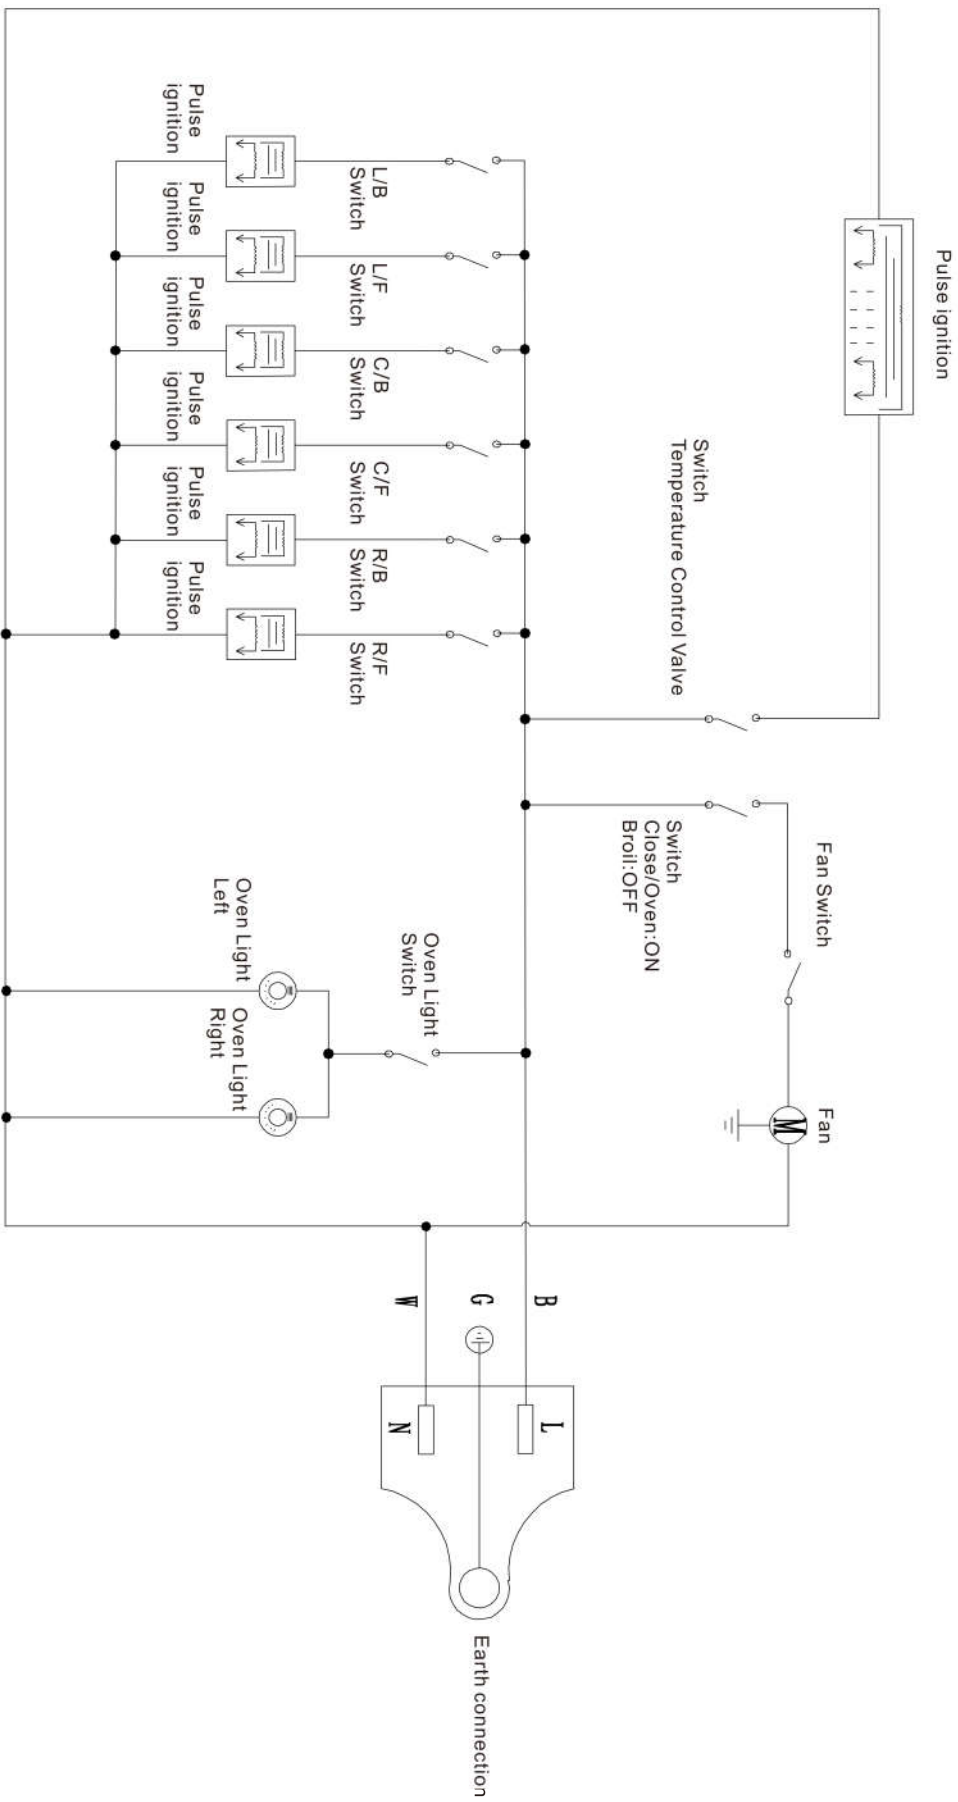 Pulse ignition
Switch
Temperature Control Valve
Fan Switch
Fan
M
Switch
Close/Oven:ON
Broil:OFF
L/B
Switch
L/F
Switch
C/B
Switch
C/F
Switch
R/B
Switch
R/F
Switch
Pulse
ignition
Pulse
ignition
Pulse
ignition
Pulse
ignition
Pulse
ignition
Pulse
ignition
Oven Light
Switch
Oven Light
Left
Oven Light
Right
B
G
W
L
N
Earth connection